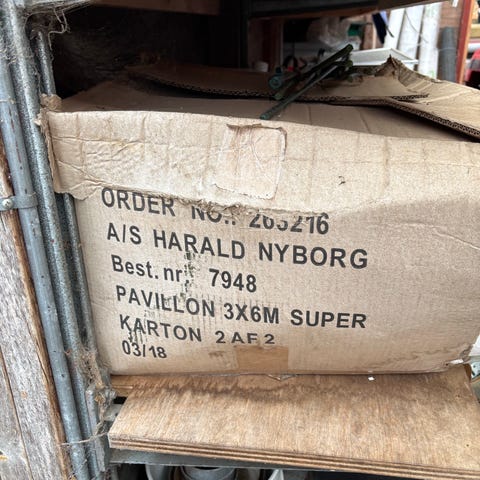 ORDER NO.: 263216
A/S HARALD NYBORG
Best. nr. 7948
PAVILLON 3X6M SUPER
KARTON 2 AF 2
03/18